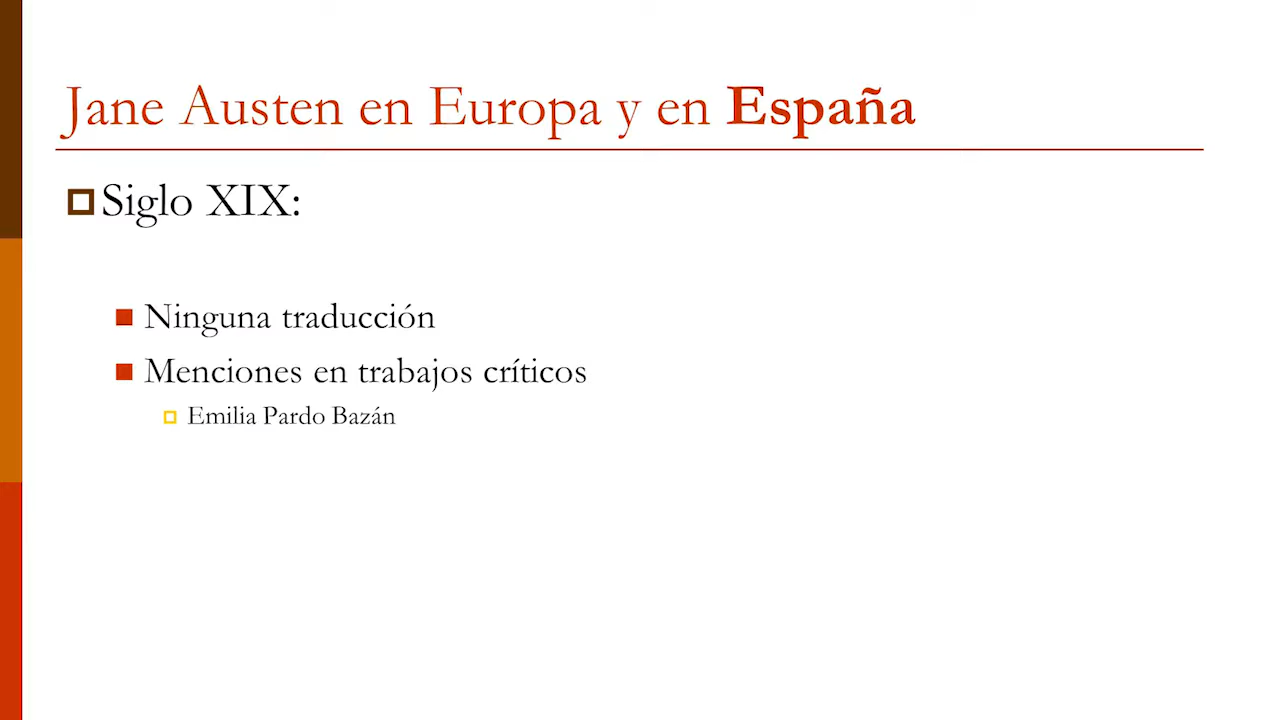 Jane Austen en Europa y en España
Siglo XIX:
Ninguna traducción
Menciones en trabajos críticos
Emilia Pardo Bazán